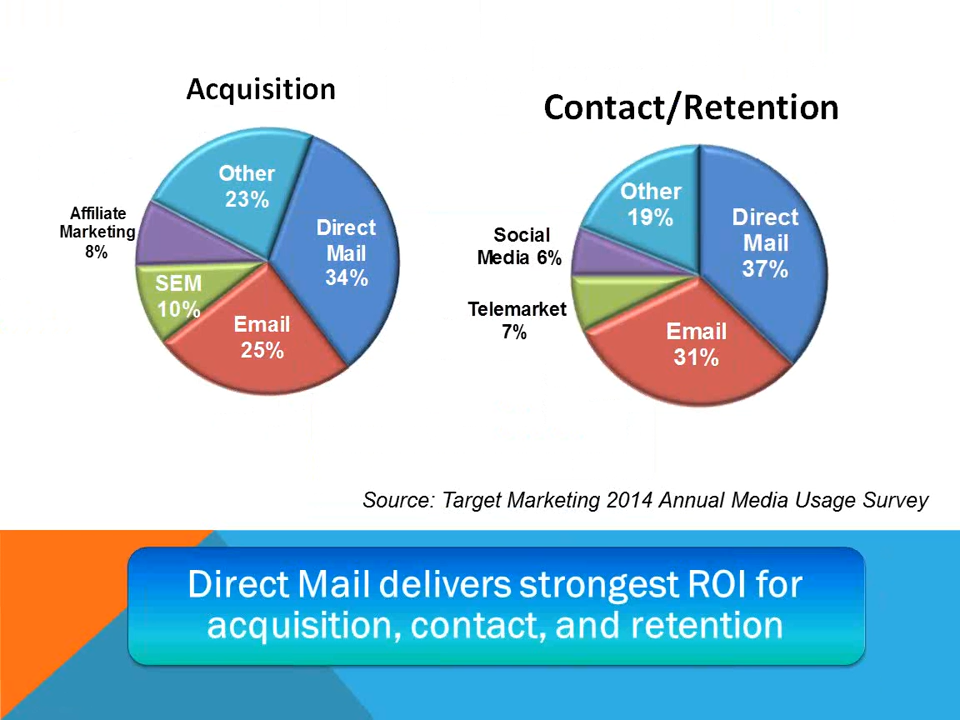 Acquisition
Other
23%
Affiliate
Marketing
8%
Direct
Mail
34%
SEM
10%
Email
25%
Contact/Retention
Other
19%
Direct
Mail
37%
Social
Media 6%
Telemarket
7%
Email
31%
Source: Target Marketing 2014 Annual Media Usage Survey
Direct Mail delivers strongest ROI for
acquisition, contact, and retention